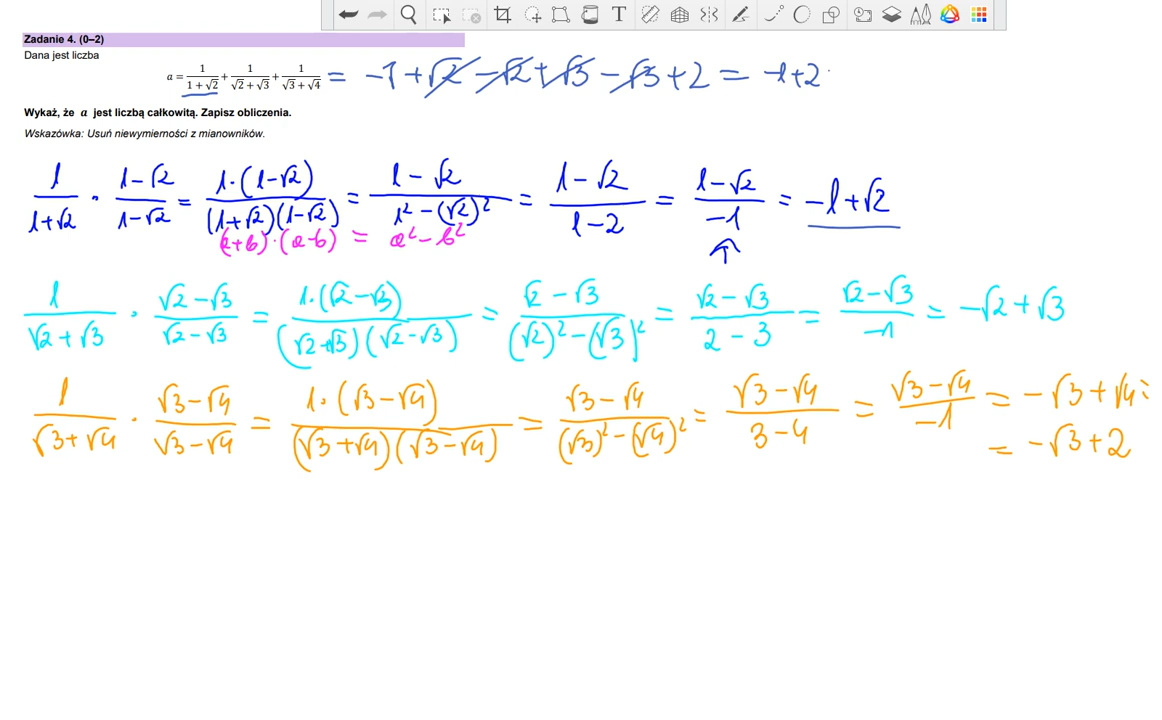 T
Zadanie 4. (0–2)
Dana jest liczba
a = 1/(1+√2) + 1/(√2+√3) + 1/(√3+√4) = -1+√2 -√2+√3 -√3+2 = -1+2
Wykaż, że a jest liczbą całkowitą. Zapisz obliczenia.
Wskazówka: Usuń niewymierności z mianowników.
1/(1+√2) · (1-√2)/(1-√2) = 1·(1-√2)/((1+√2)(1-√2)) = (1-√2)/(1²-(√2)²) = (1-√2)/(1-2) = (1-√2)/(-1) = -1+√2
(a+b)·(a-b) = a²-b²
1/(√2+√3) · (√2-√3)/(√2-√3) = 1·(√2-√3)/((√2+√3)(√2-√3)) = (√2-√3)/((√2)²-(√3)²) = (√2-√3)/(2-3) = (√2-√3)/(-1) = -√2+√3
1/(√3+√4) · (√3-√4)/(√3-√4) = 1·(√3-√4)/((√3+√4)(√3-√4)) = (√3-√4)/((√3)²-(√4)²) = (√3-√4)/(3-4) = (√3-√4)/(-1) = -√3+√4 =
= -√3+2